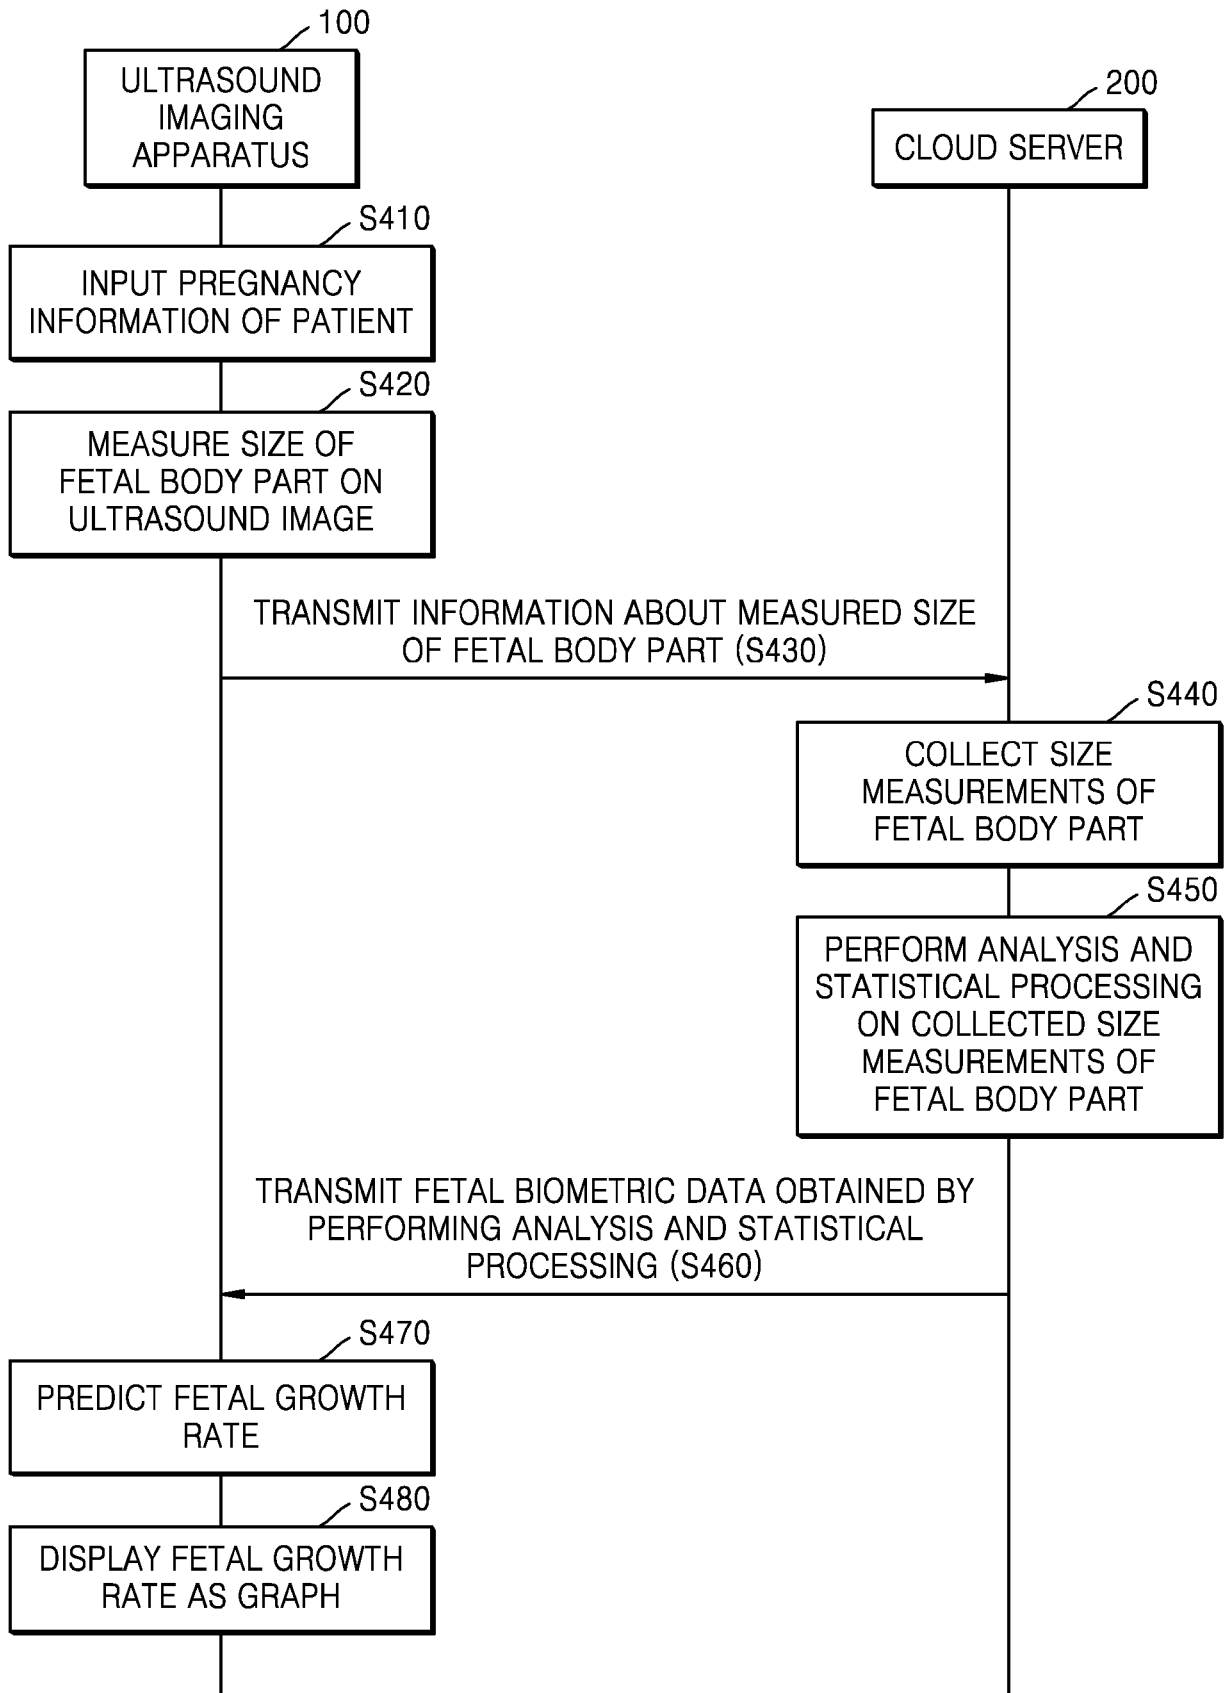 100
ULTRASOUND
IMAGING
APPARATUS
200
CLOUD SERVER
S410
INPUT PREGNANCY
INFORMATION OF PATIENT
S420
MEASURE SIZE OF
FETAL BODY PART ON
ULTRASOUND IMAGE
TRANSMIT INFORMATION ABOUT MEASURED SIZE
OF FETAL BODY PART (S430)
S440
COLLECT SIZE
MEASUREMENTS OF
FETAL BODY PART
S450
PERFORM ANALYSIS AND
STATISTICAL PROCESSING
ON COLLECTED SIZE
MEASUREMENTS OF
FETAL BODY PART
TRANSMIT FETAL BIOMETRIC DATA OBTAINED BY
PERFORMING ANALYSIS AND STATISTICAL
PROCESSING (S460)
S470
PREDICT FETAL GROWTH
RATE
S480
DISPLAY FETAL GROWTH
RATE AS GRAPH